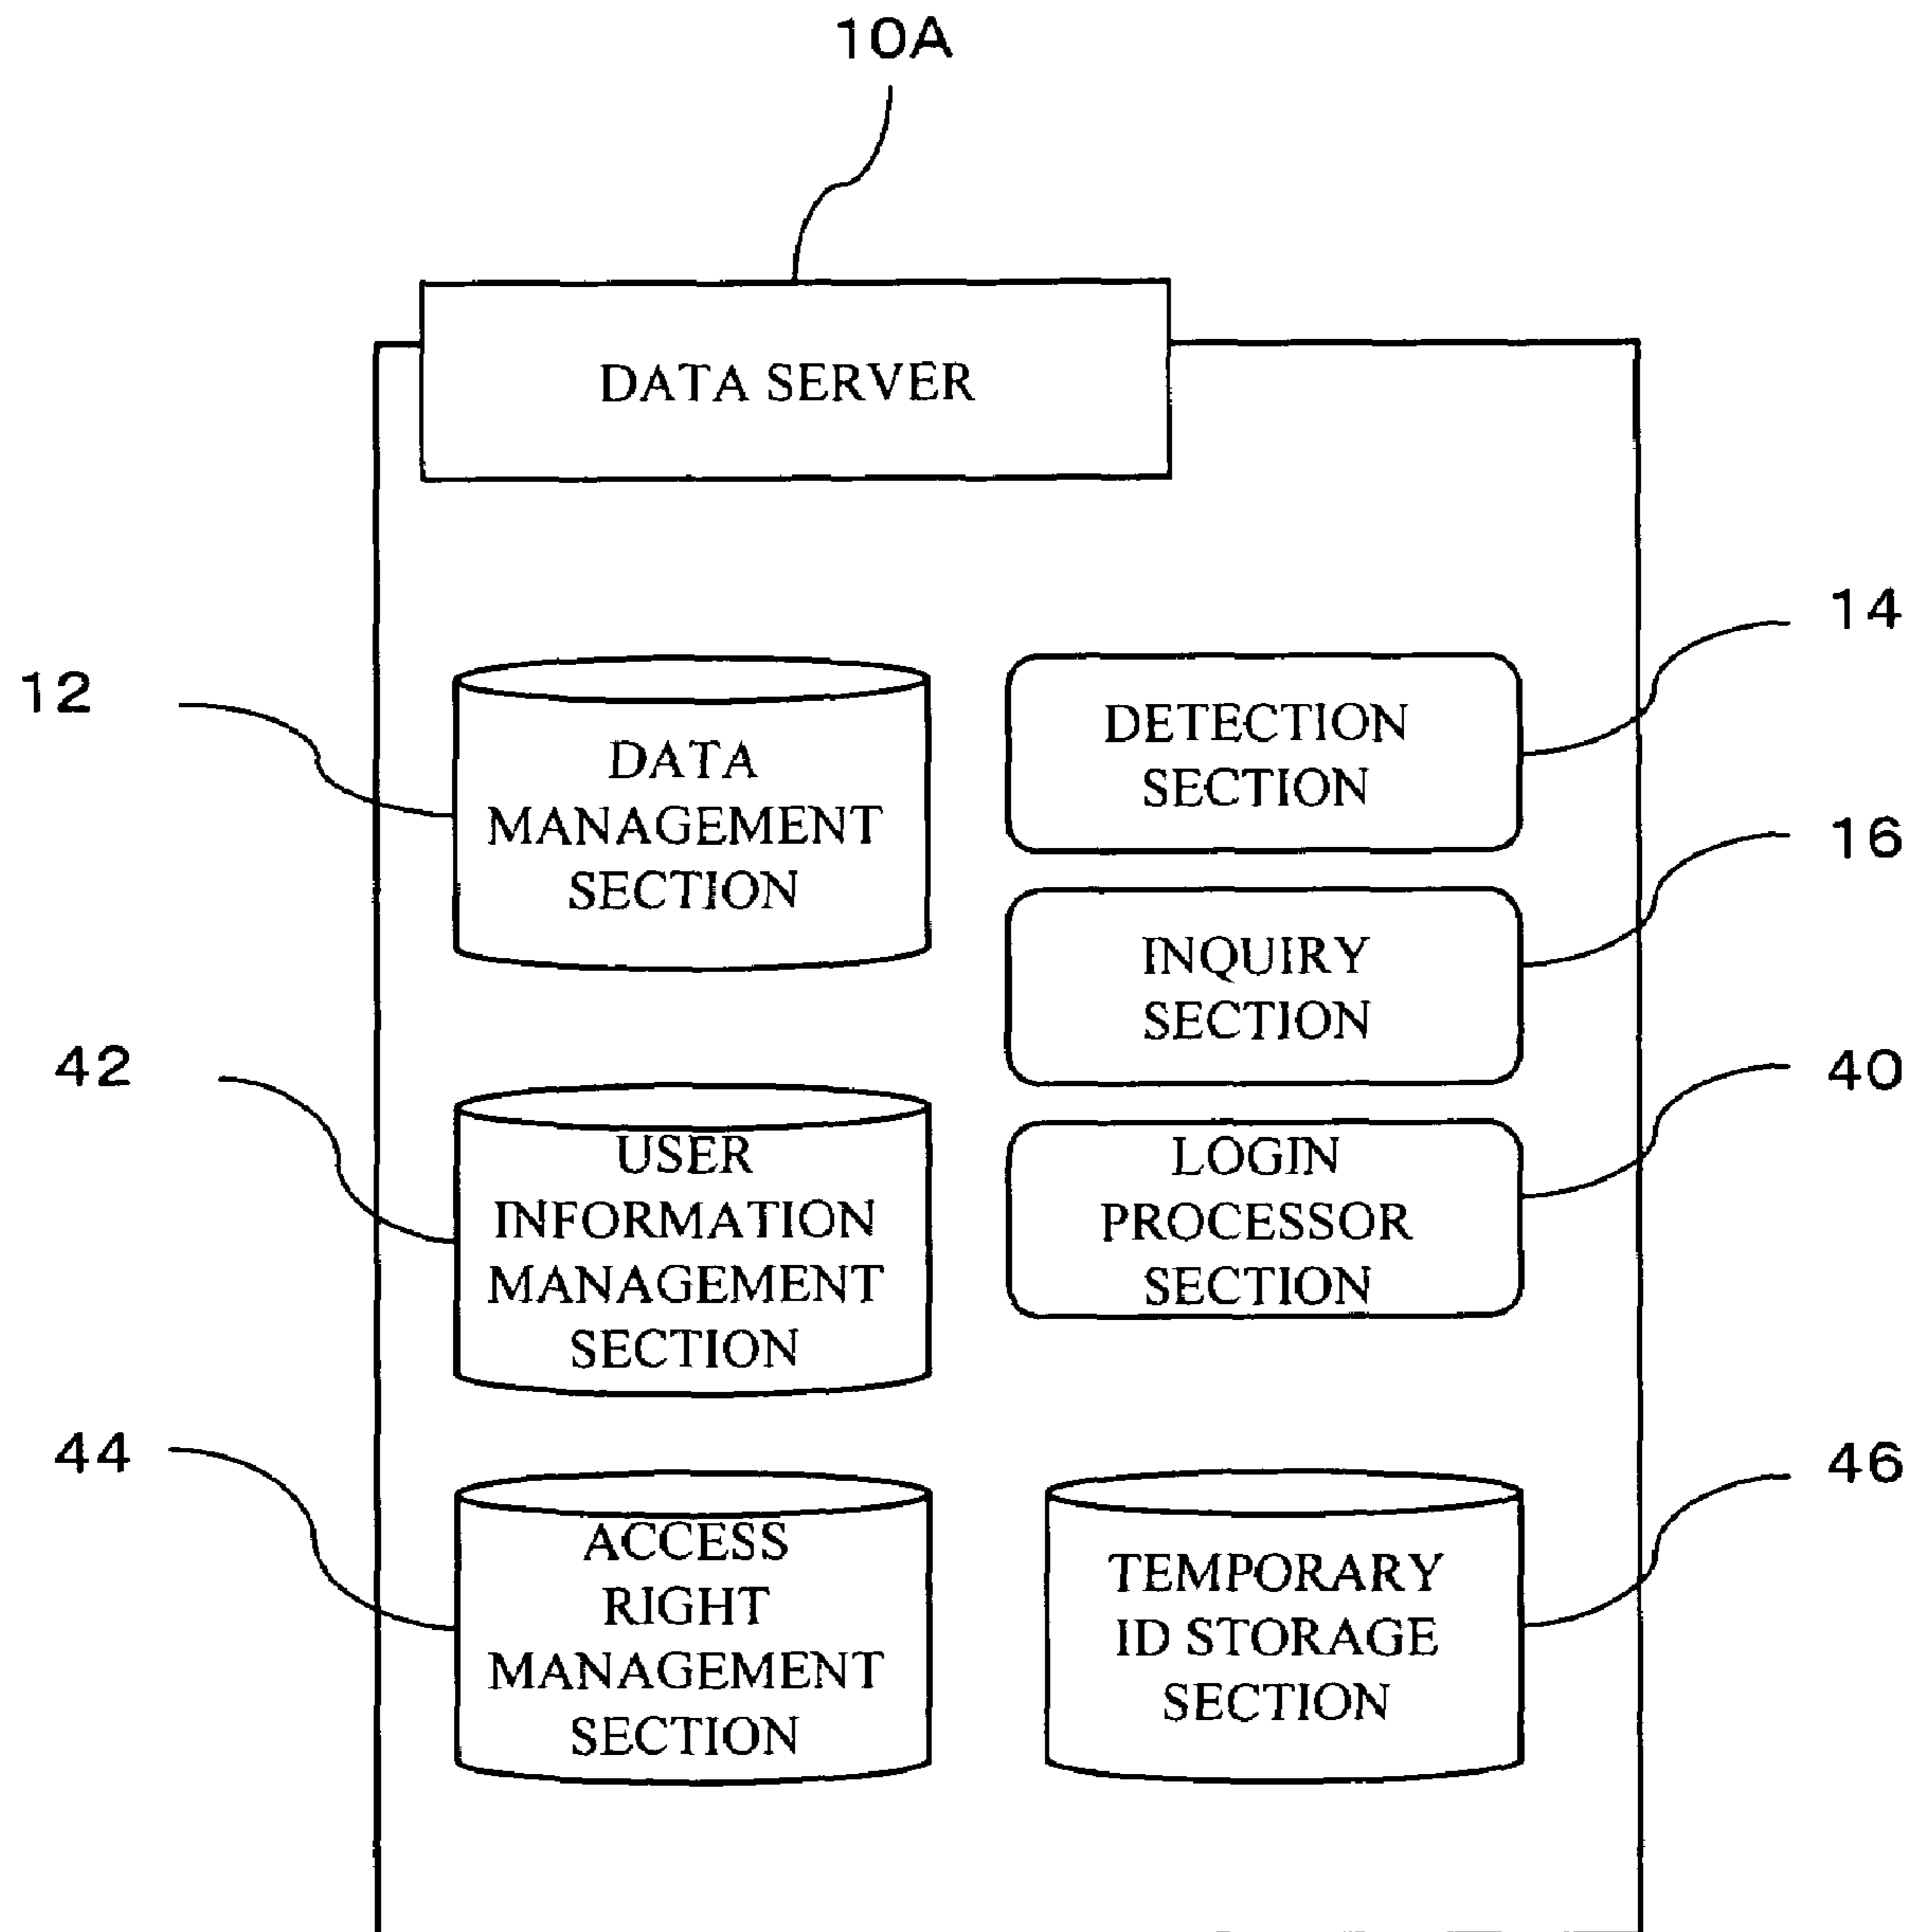 10A
DATA SERVER
12
DATA
MANAGEMENT
SECTION
14
DETECTION
SECTION
16
INQUIRY
SECTION
42
USER
INFORMATION
MANAGEMENT
SECTION
40
LOGIN
PROCESSOR
SECTION
44
ACCESS
RIGHT
MANAGEMENT
SECTION
46
TEMPORARY
ID STORAGE
SECTION